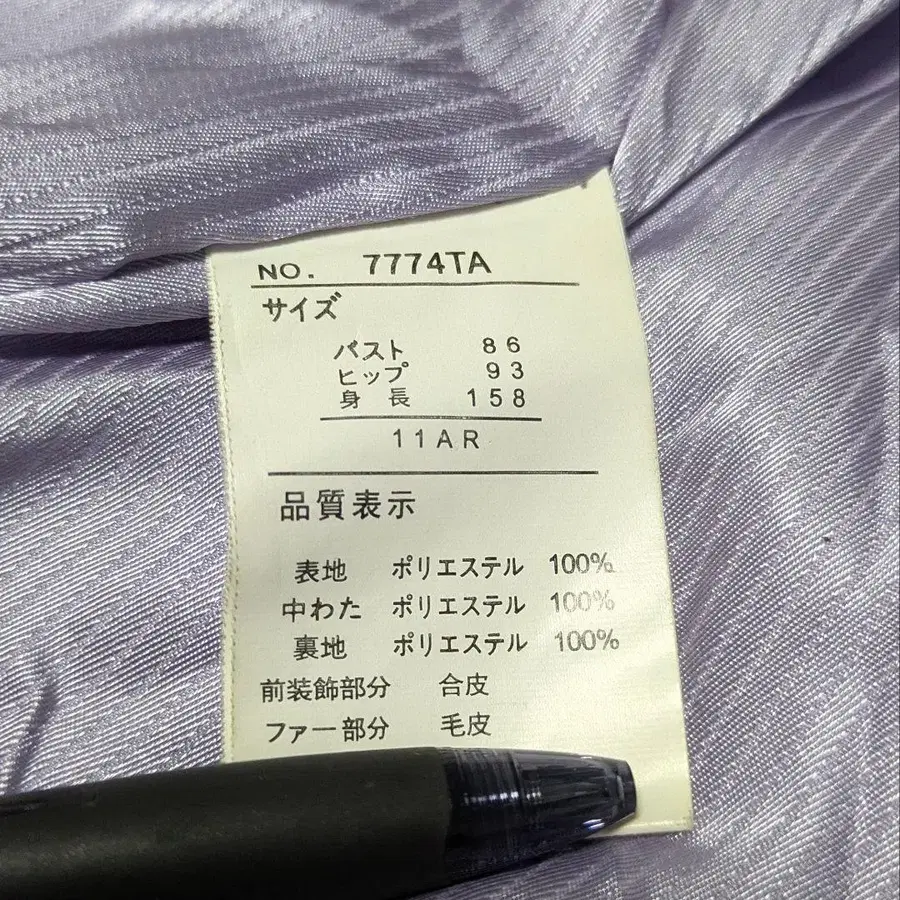 NO. 7774TA
サイズ
バスト 86
ヒップ 93
身長 158
11AR
品質表示
表地 ポリエステル 100%
中わた ポリエステル 100%
裏地 ポリエステル 100%
前装飾部分 合皮
ファー部分 毛皮